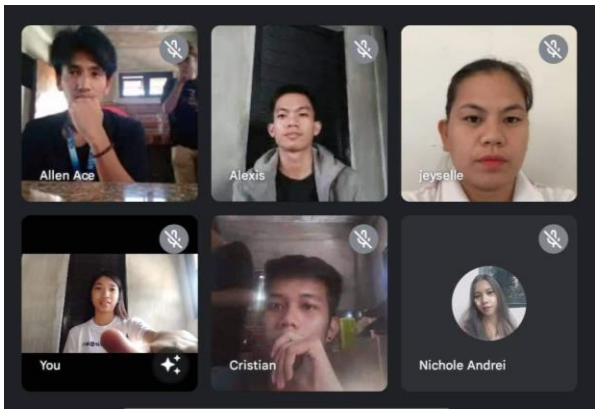 Allen Ace
Alexis
jeyselle
You
Cristian
Nichole Andrei